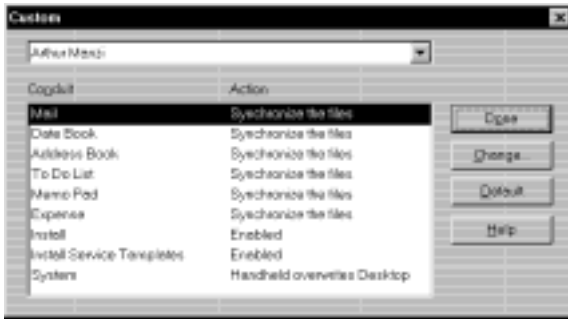 Custom
Arthur Manzi
Conduit Action
Mail Synchronize the files
Date Book Synchronize the files
Address Book Synchronize the files
To Do List Synchronize the files
Memo Pad Synchronize the files
Expense Synchronize the files
Install Enabled
Install Service Templates Enabled
System Handheld overwrites Desktop
Done
Change...
Default
Help